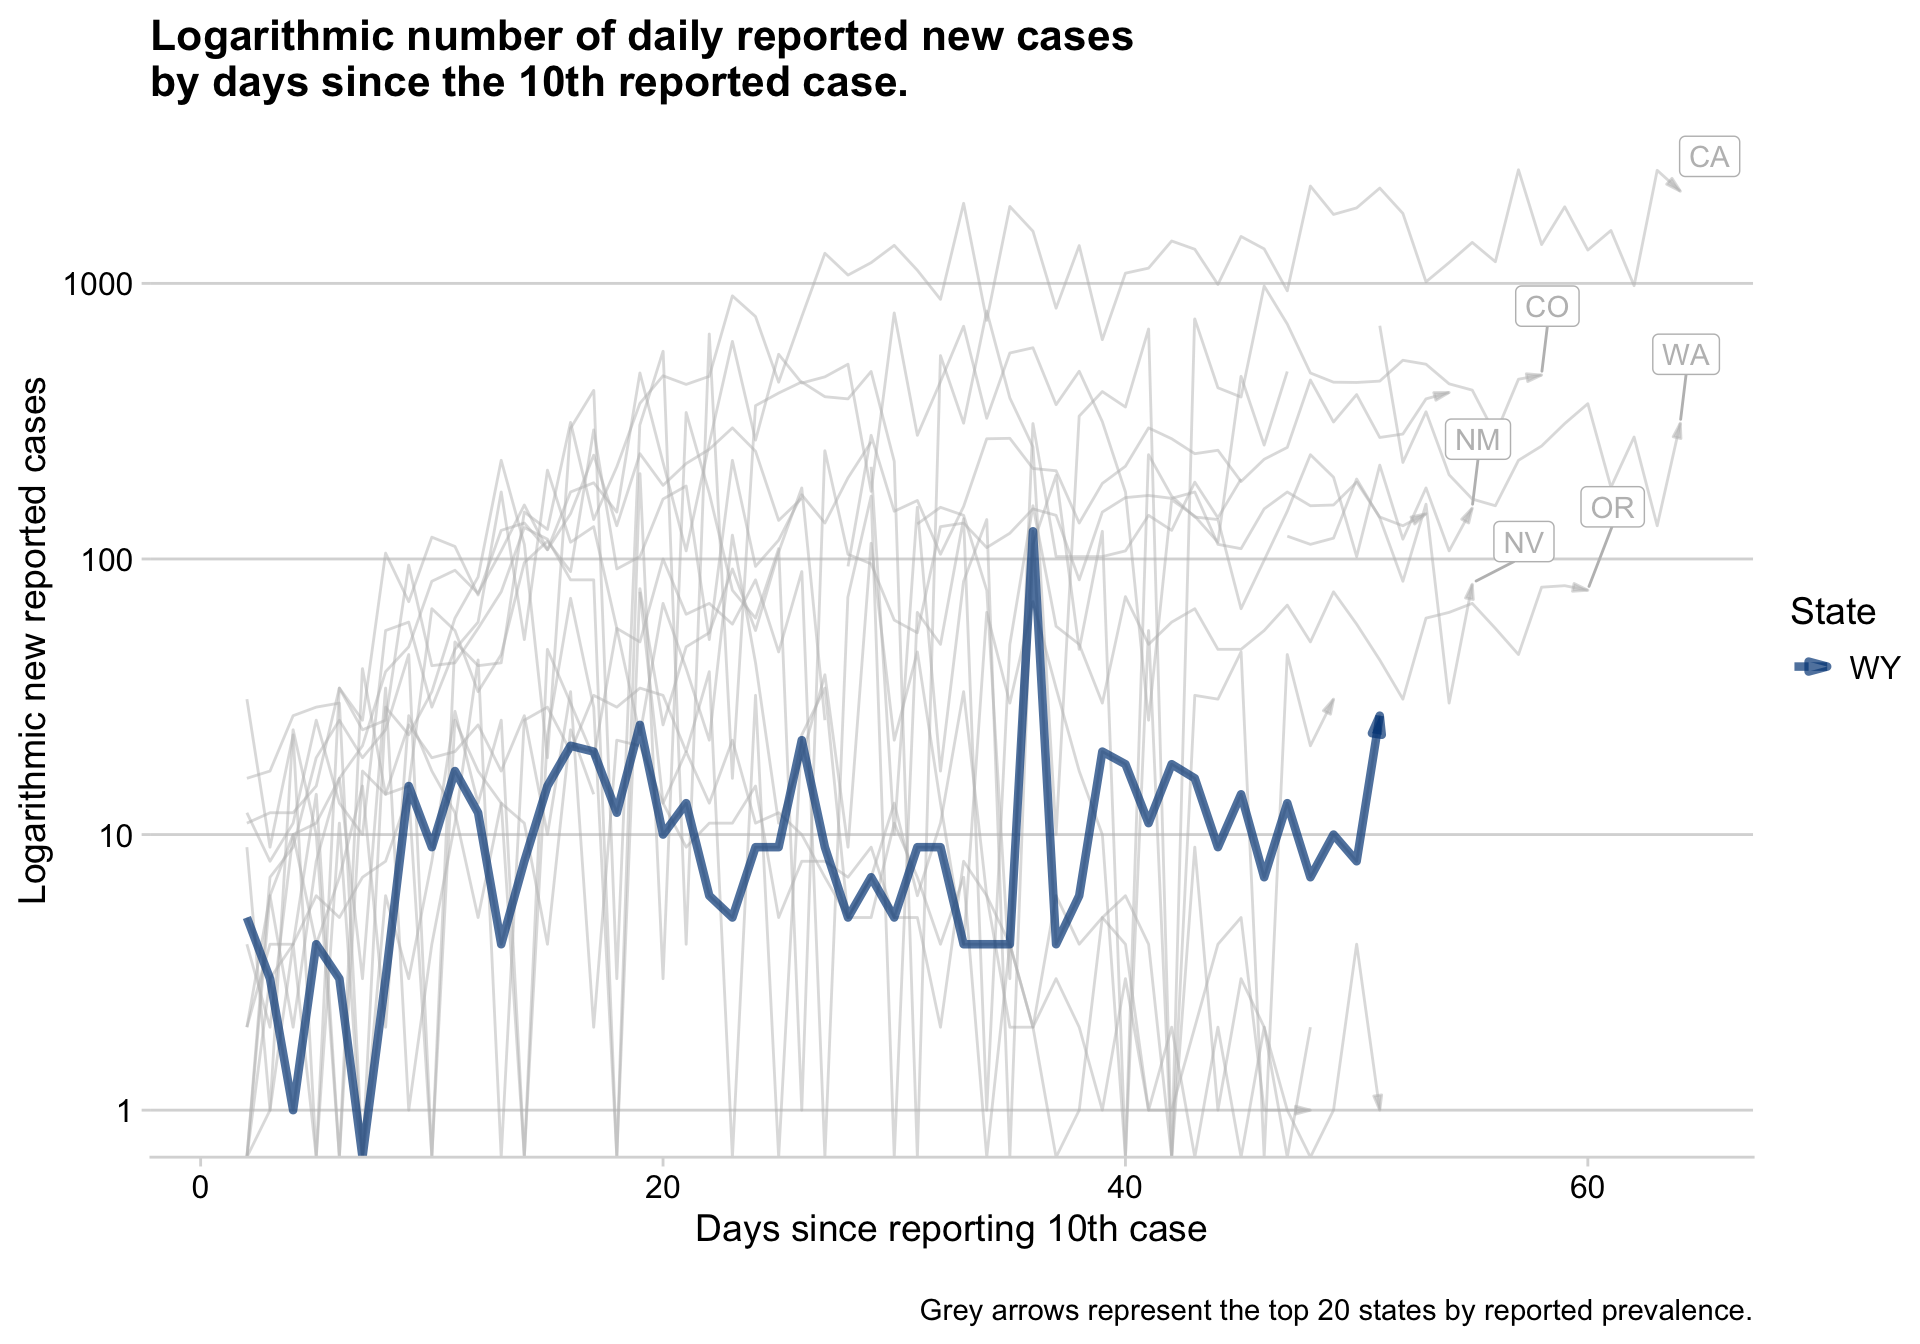 Logarithmic number of daily reported new cases
by days since the 10th reported case.
Logarithmic new reported cases
1000
100
10
1
CA
CO
WA
NM
OR
NV
State
WY
0
20
40
60
Days since reporting 10th case
Grey arrows represent the top 20 states by reported prevalence.